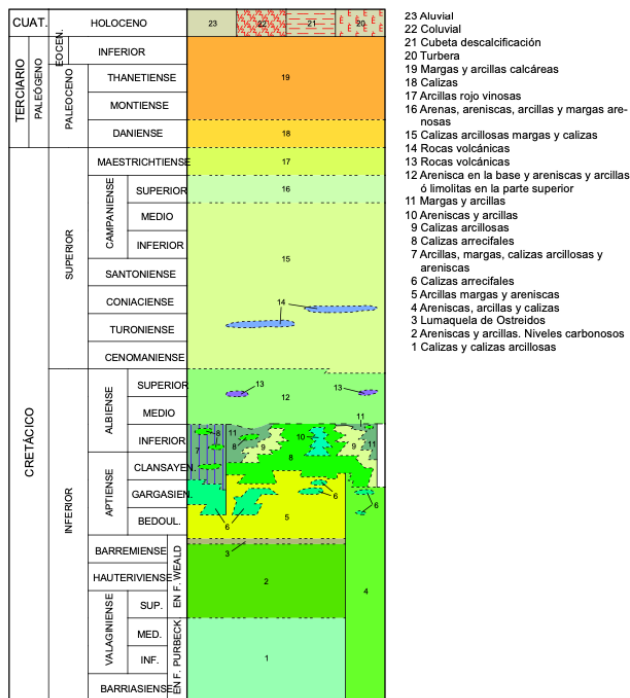 CUAT.
HOLOCENO
23
22
21
20
TERCIARIO
PALEÓGENO
EOCEN.
INFERIOR
PALEOCENO
THANETIENSE
MONTIENSE
DANIENSE
19
18
CRETÁCICO
SUPERIOR
MAESTRICHTIENSE
17
CAMPANIENSE
SUPERIOR
16
MEDIO
INFERIOR
15
SANTONIENSE
CONIACIENSE
14
TURONIENSE
CENOMANIENSE
INFERIOR
ALBIENSE
SUPERIOR
13
13
12
MEDIO
11
INFERIOR
8
11
10
7
8
9
9
11
APTIENSE
CLANSAYEN.
8
GARGASIEN.
6
6
BEDOUL.
5
6
BARREMIENSE
3
EN F. WEALD
HAUTERIVIENSE
2
4
VALAGINIENSE
SUP.
MED.
INF.
EN F. PURBECK
1
BARRIASIENSE
23 Aluvial
22 Coluvial
21 Cubeta descalcificación
20 Turbera
19 Margas y arcillas calcáreas
18 Calizas
17 Arcillas rojo vinosas
16 Arenas, areniscas, arcillas y margas are-
nosas
15 Calizas arcillosas margas y calizas
14 Rocas volcánicas
13 Rocas volcánicas
12 Arenisca en la base y areniscas y arcillas
ó limolitas en la parte superior
11 Margas y arcillas
10 Areniscas y arcillas
9 Calizas arcillosas
8 Calizas arrecifales
7 Arcillas, margas, calizas arcillosas y
areniscas
6 Calizas arrecifales
5 Arcillas margas y areniscas
4 Areniscas, arcillas y calizas
3 Lumaquela de Ostreidos
2 Areniscas y arcillas. Niveles carbonosos
1 Calizas y calizas arcillosas